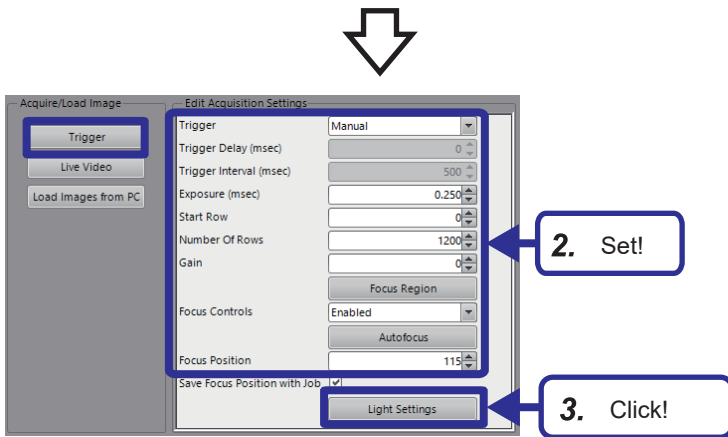 Acquire/Load Image
Trigger
Live Video
Load Images from PC
Edit Acquisition Settings
Trigger Manual
Trigger Delay (msec) 0
Trigger Interval (msec) 500
Exposure (msec) 0.250
Start Row 0
Number Of Rows 1200
Gain 0
Focus Region
Focus Controls Enabled
Autofocus
Focus Position 115
Save Focus Position with Job
Light Settings
2. Set!
3. Click!